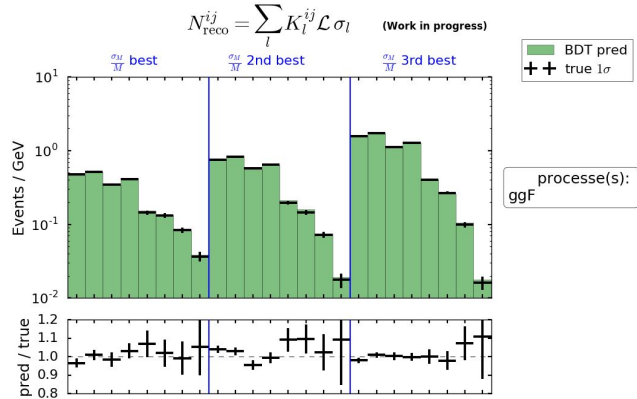 N_reco^ij = ∑_l K_l^ij ℒ σ_l (Work in progress)
σ_M/M best σ_M/M 2nd best σ_M/M 3rd best
BDT pred
true 1σ
Events / GeV
10^1
10^0
10^-1
10^-2
processe(s):
ggF
pred / true
1.2
1.1
1.0
0.9
0.8